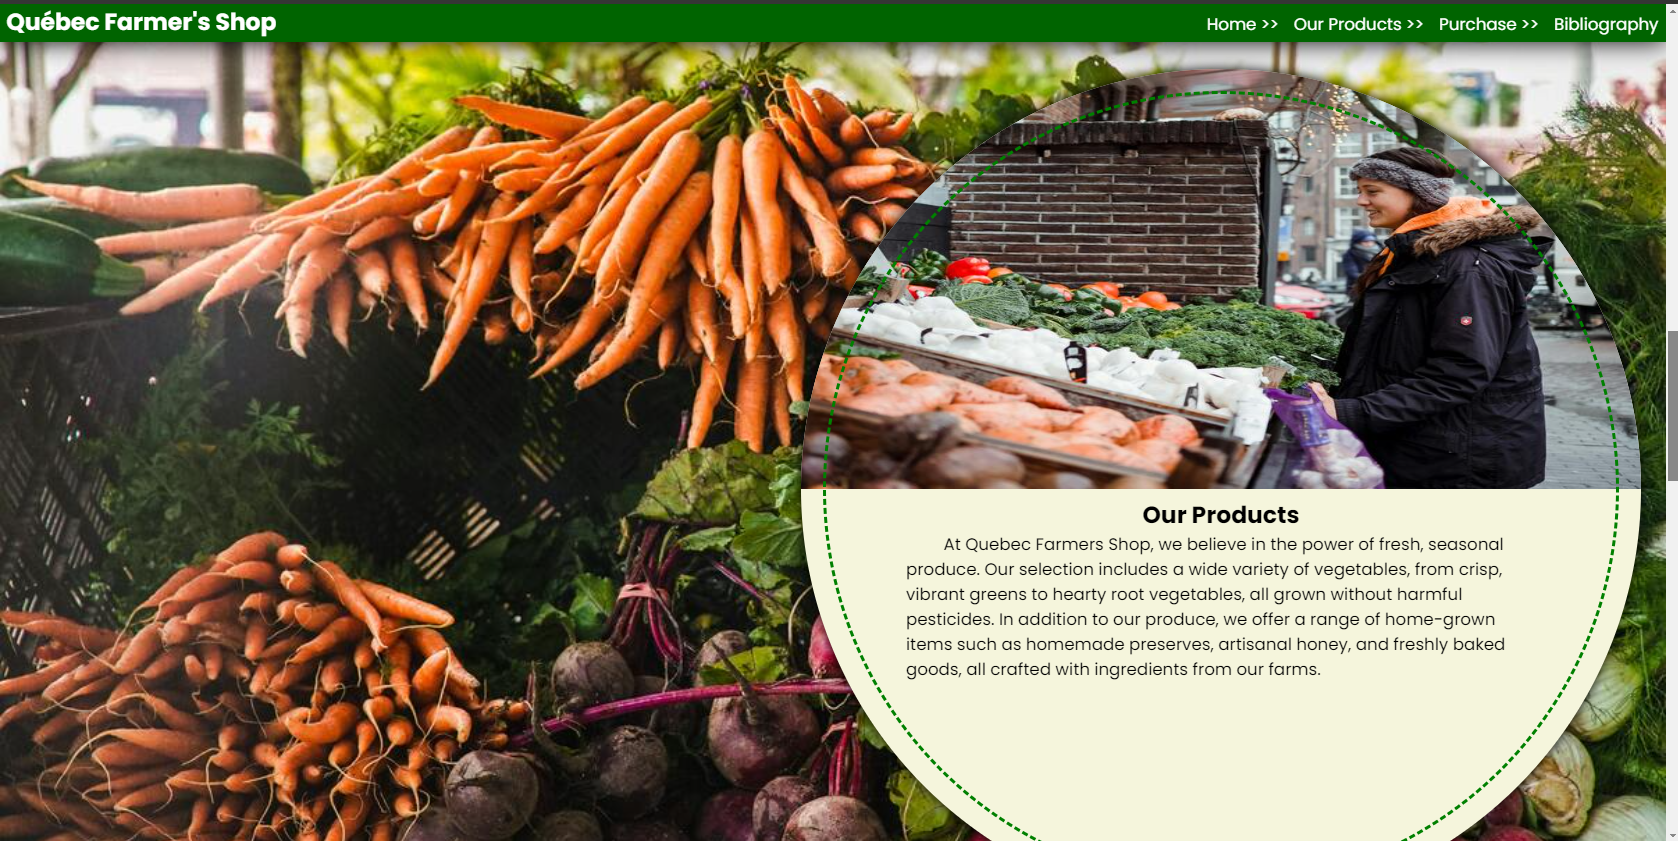 Québec Farmer's Shop
Home >> Our Products >> Purchase >> Bibliography
Our Products
At Quebec Farmers Shop, we believe in the power of fresh, seasonal
produce. Our selection includes a wide variety of vegetables, from crisp,
vibrant greens to hearty root vegetables, all grown without harmful
pesticides. In addition to our produce, we offer a range of home-grown
items such as homemade preserves, artisanal honey, and freshly baked
goods, all crafted with ingredients from our farms.